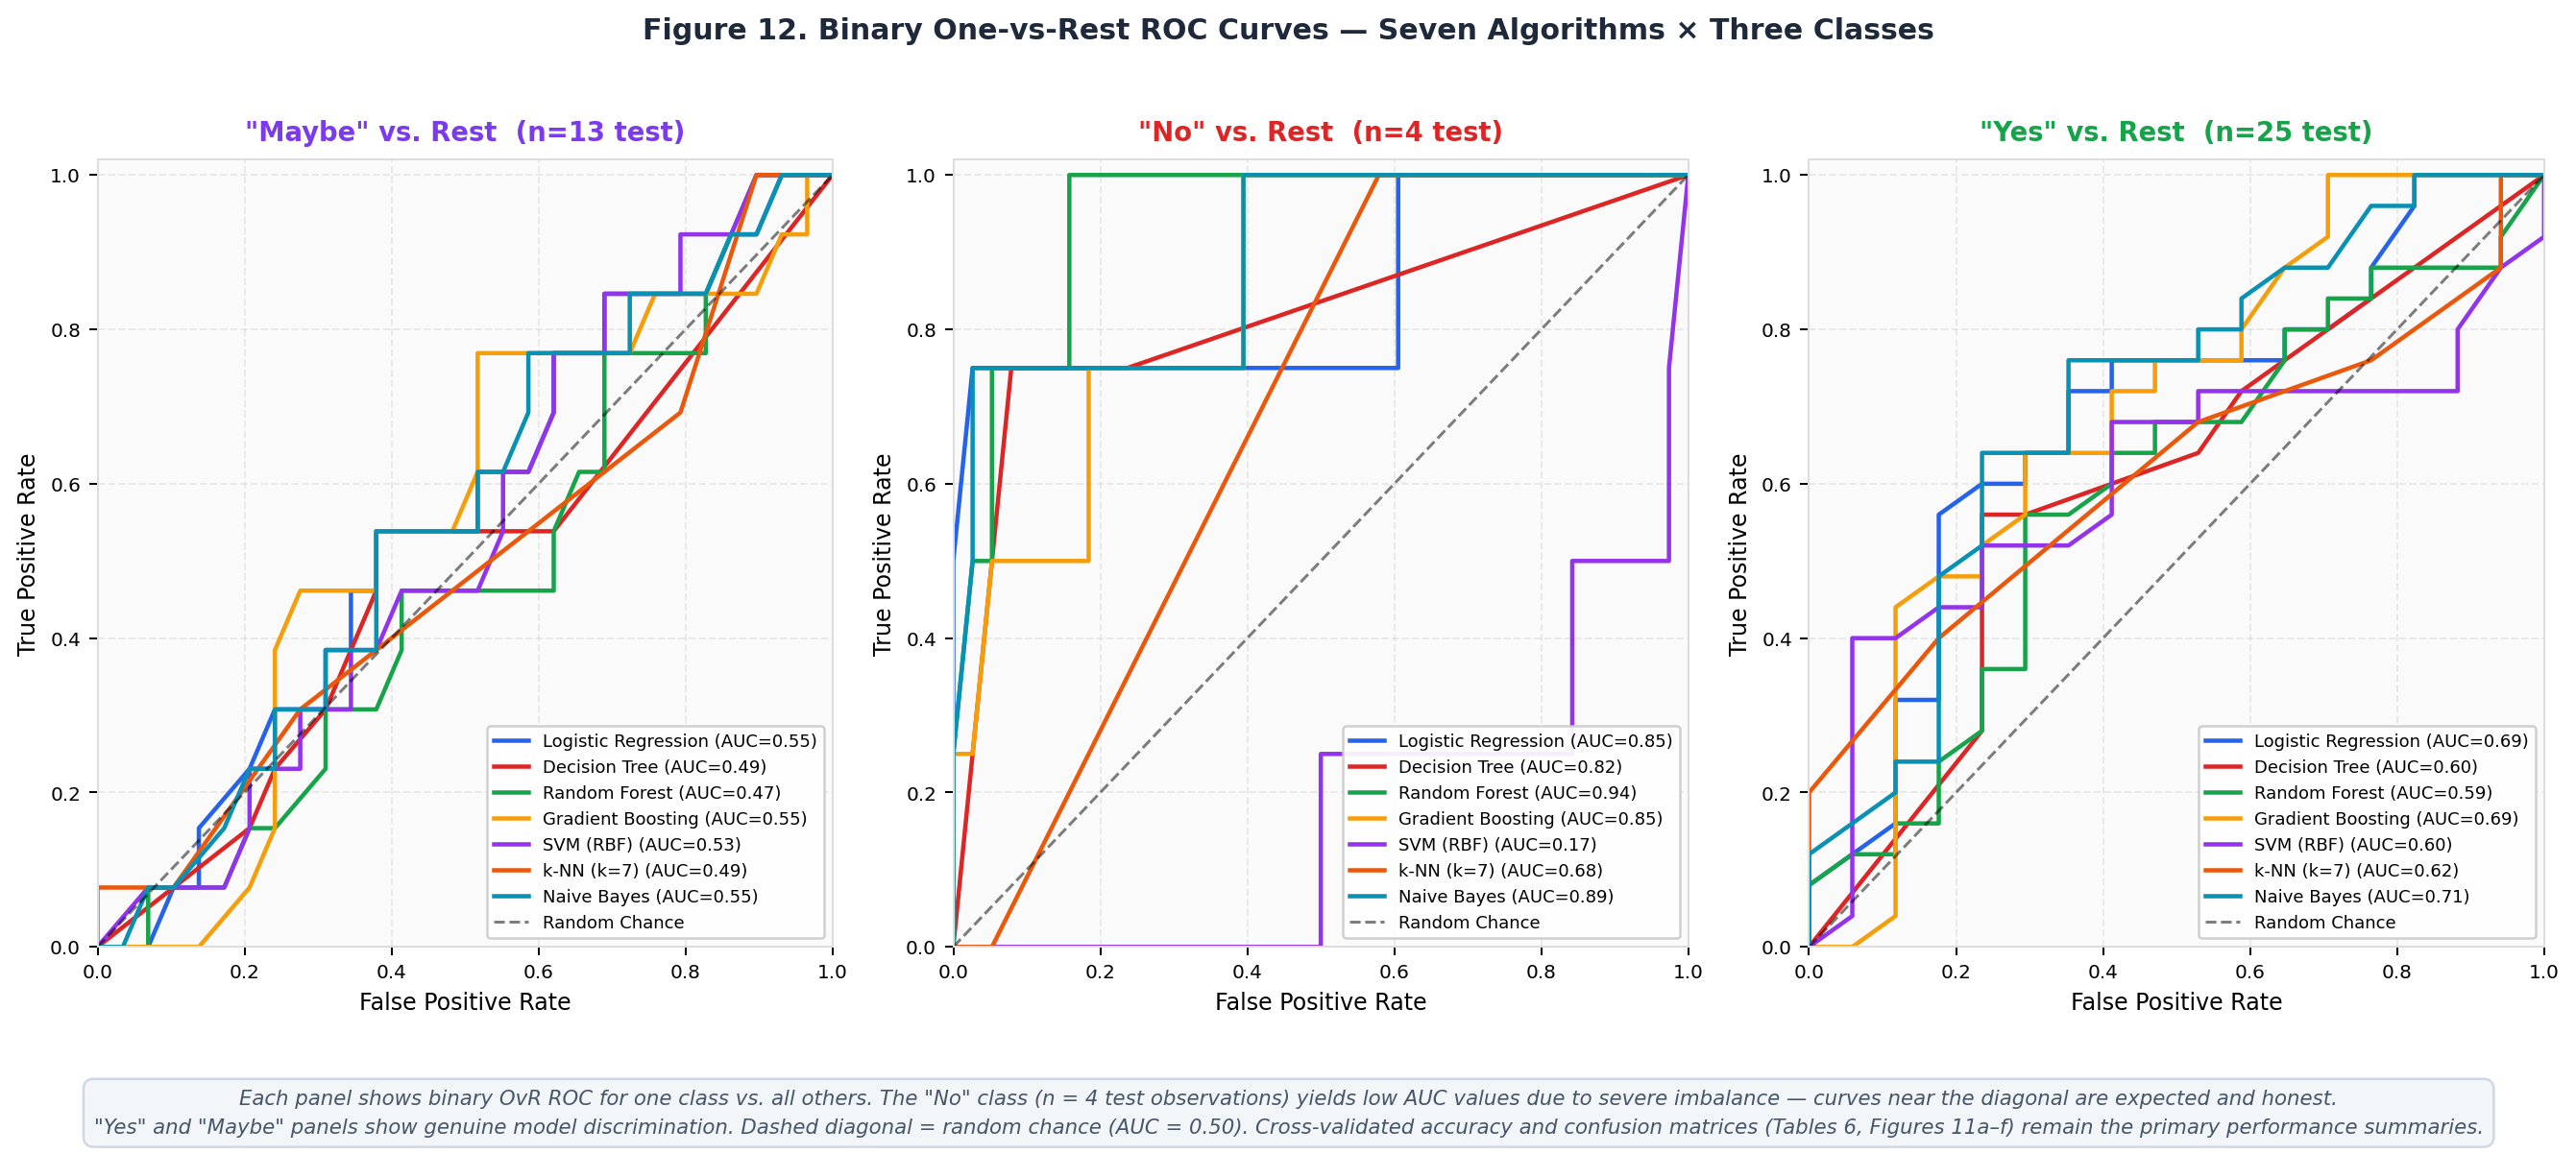 Figure 12. Binary One-vs-Rest ROC Curves — Seven Algorithms × Three Classes
"Maybe" vs. Rest  (n=13 test)
1.0
0.8
0.6
0.4
0.2
0.0
True Positive Rate
0.0 0.2 0.4 0.6 0.8 1.0
False Positive Rate
Logistic Regression (AUC=0.55)
Decision Tree (AUC=0.49)
Random Forest (AUC=0.47)
Gradient Boosting (AUC=0.55)
SVM (RBF) (AUC=0.53)
k-NN (k=7) (AUC=0.49)
Naive Bayes (AUC=0.55)
Random Chance
"No" vs. Rest  (n=4 test)
1.0
0.8
0.6
0.4
0.2
0.0
True Positive Rate
0.0 0.2 0.4 0.6 0.8 1.0
False Positive Rate
Logistic Regression (AUC=0.85)
Decision Tree (AUC=0.82)
Random Forest (AUC=0.94)
Gradient Boosting (AUC=0.85)
SVM (RBF) (AUC=0.17)
k-NN (k=7) (AUC=0.68)
Naive Bayes (AUC=0.89)
Random Chance
"Yes" vs. Rest  (n=25 test)
1.0
0.8
0.6
0.4
0.2
0.0
True Positive Rate
0.0 0.2 0.4 0.6 0.8 1.0
False Positive Rate
Logistic Regression (AUC=0.69)
Decision Tree (AUC=0.60)
Random Forest (AUC=0.59)
Gradient Boosting (AUC=0.69)
SVM (RBF) (AUC=0.60)
k-NN (k=7) (AUC=0.62)
Naive Bayes (AUC=0.71)
Random Chance
Each panel shows binary OvR ROC for one class vs. all others. The "No" class (n = 4 test observations) yields low AUC values due to severe imbalance — curves near the diagonal are expected and honest.
"Yes" and "Maybe" panels show genuine model discrimination. Dashed diagonal = random chance (AUC = 0.50). Cross-validated accuracy and confusion matrices (Tables 6, Figures 11a–f) remain the primary performance summaries.